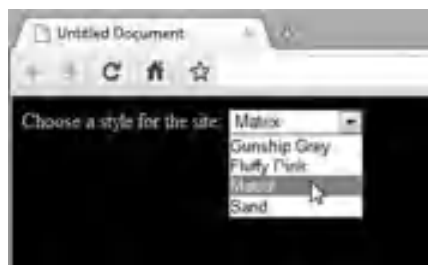 Untitled Document
Choose a style for the site: Matrix
Gunship Grey
Fluffy Pink
Matrix
Sand